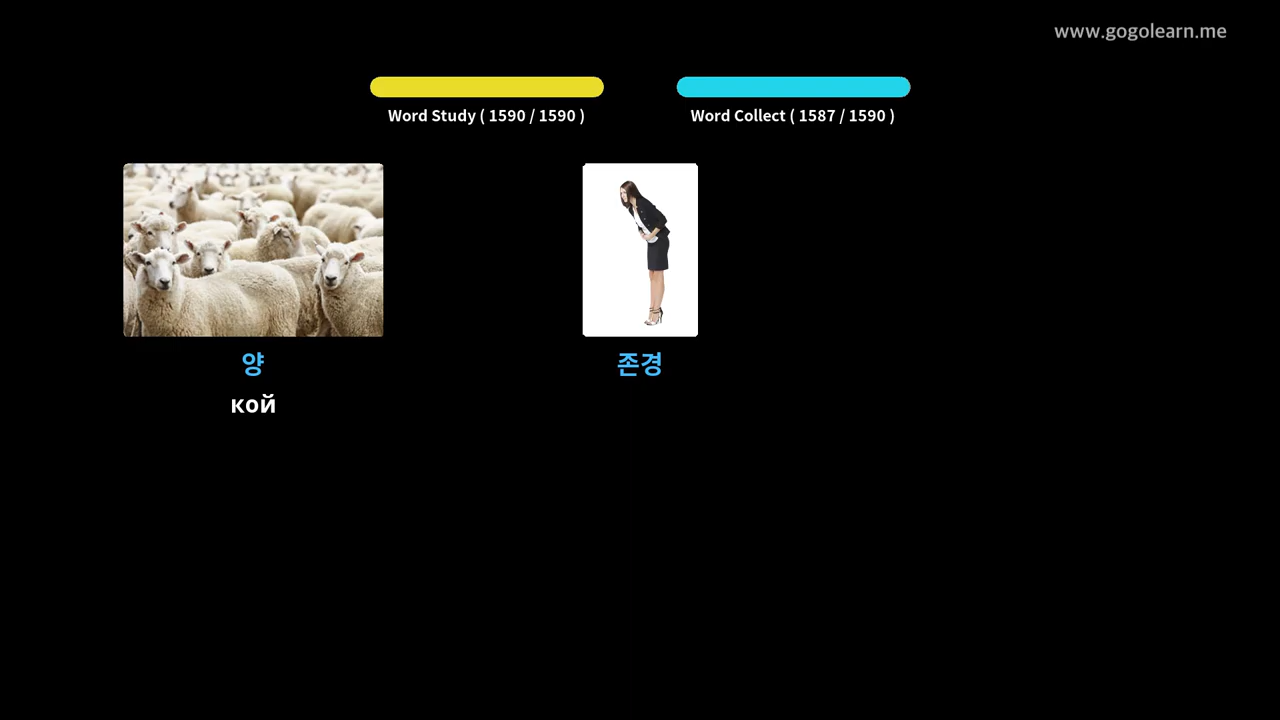 www.gogolearn.me
Word Study ( 1590 / 1590 )
Word Collect ( 1587 / 1590 )
양
존경
кой